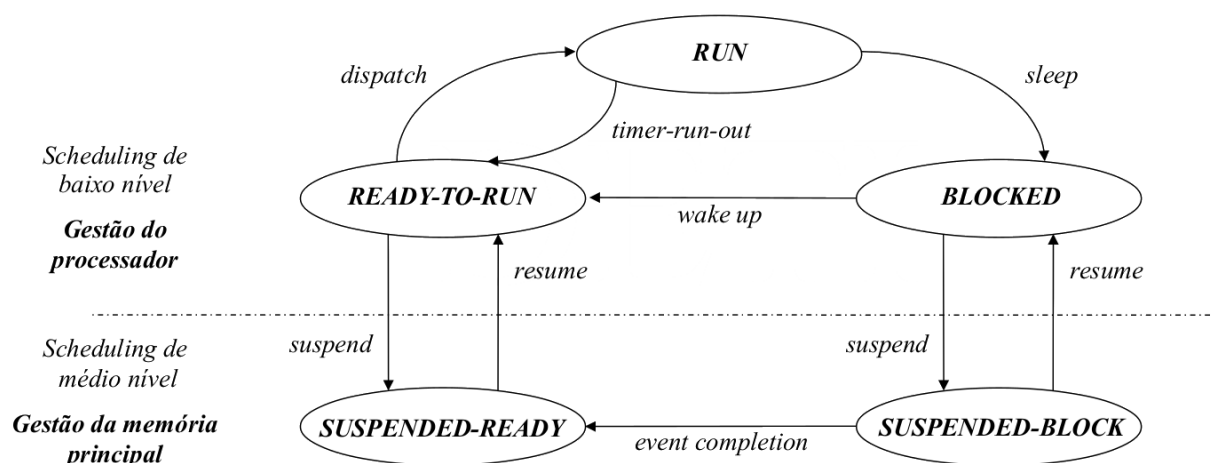 RUN
dispatch
sleep
timer-run-out
Scheduling de
baixo nível
Gestão do
processador
READY-TO-RUN
BLOCKED
wake up
resume
resume
Scheduling de
médio nível
Gestão da memória
principal
suspend
suspend
SUSPENDED-READY
SUSPENDED-BLOCK
event completion